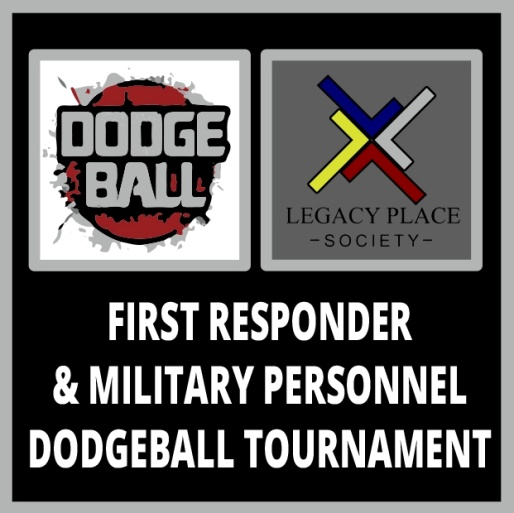 DODGE
BALL
LEGACY PLACE
–SOCIETY–
FIRST RESPONDER
& MILITARY PERSONNEL
DODGEBALL TOURNAMENT